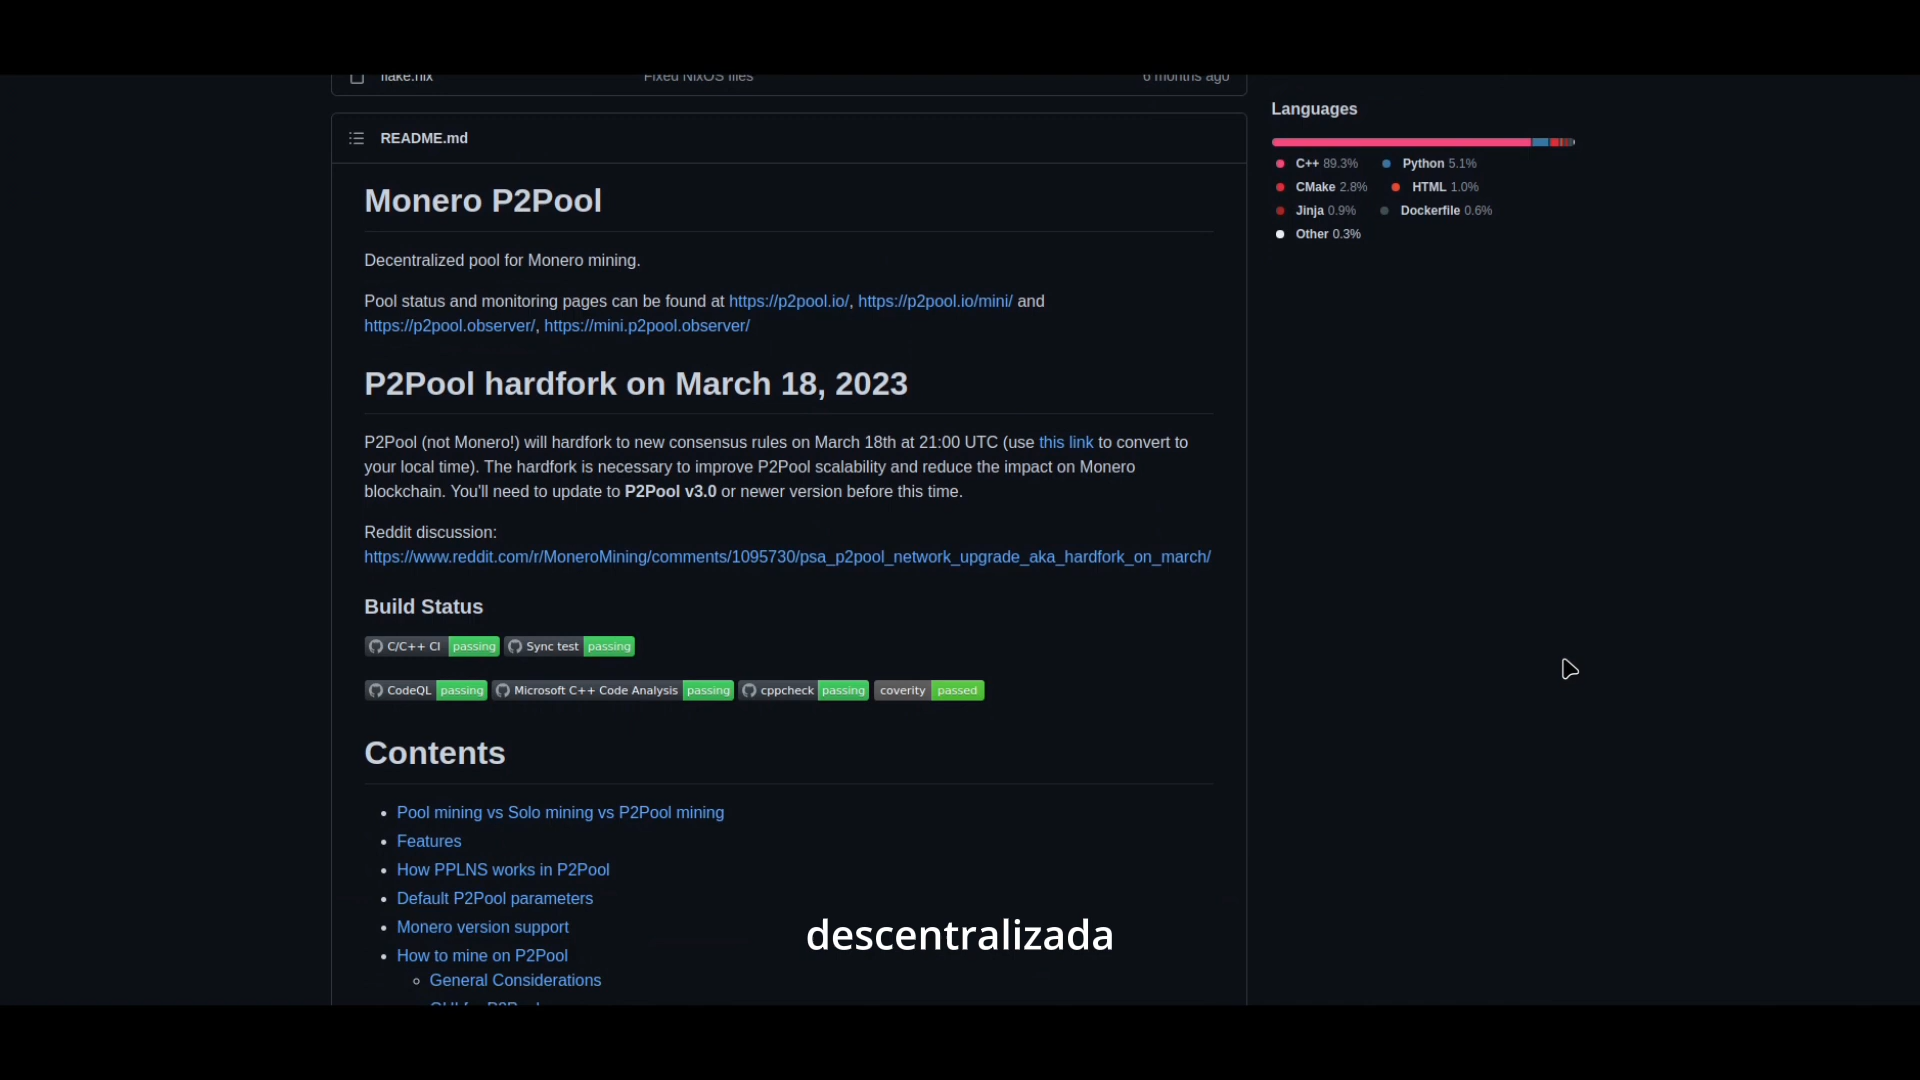 flake.nix Fixed NixOS files 6 months ago
README.md
Monero P2Pool
Decentralized pool for Monero mining.
Pool status and monitoring pages can be found at https://p2pool.io/, https://p2pool.io/mini/ and
https://p2pool.observer/, https://mini.p2pool.observer/
P2Pool hardfork on March 18, 2023
P2Pool (not Monero!) will hardfork to new consensus rules on March 18th at 21:00 UTC (use this link to convert to
your local time). The hardfork is necessary to improve P2Pool scalability and reduce the impact on Monero
blockchain. You'll need to update to P2Pool v3.0 or newer version before this time.
Reddit discussion:
https://www.reddit.com/r/MoneroMining/comments/1095730/psa_p2pool_network_upgrade_aka_hardfork_on_march/
Build Status
C/C++ CI passing Sync test passing
CodeQL passing Microsoft C++ Code Analysis passing cppcheck passing coverity passed
Contents
Pool mining vs Solo mining vs P2Pool mining
Features
How PPLNS works in P2Pool
Default P2Pool parameters
Monero version support
How to mine on P2Pool
General Considerations
descentralizada
Languages
C++ 89.3% Python 5.1%
CMake 2.8% HTML 1.0%
Jinja 0.9% Dockerfile 0.6%
Other 0.3%